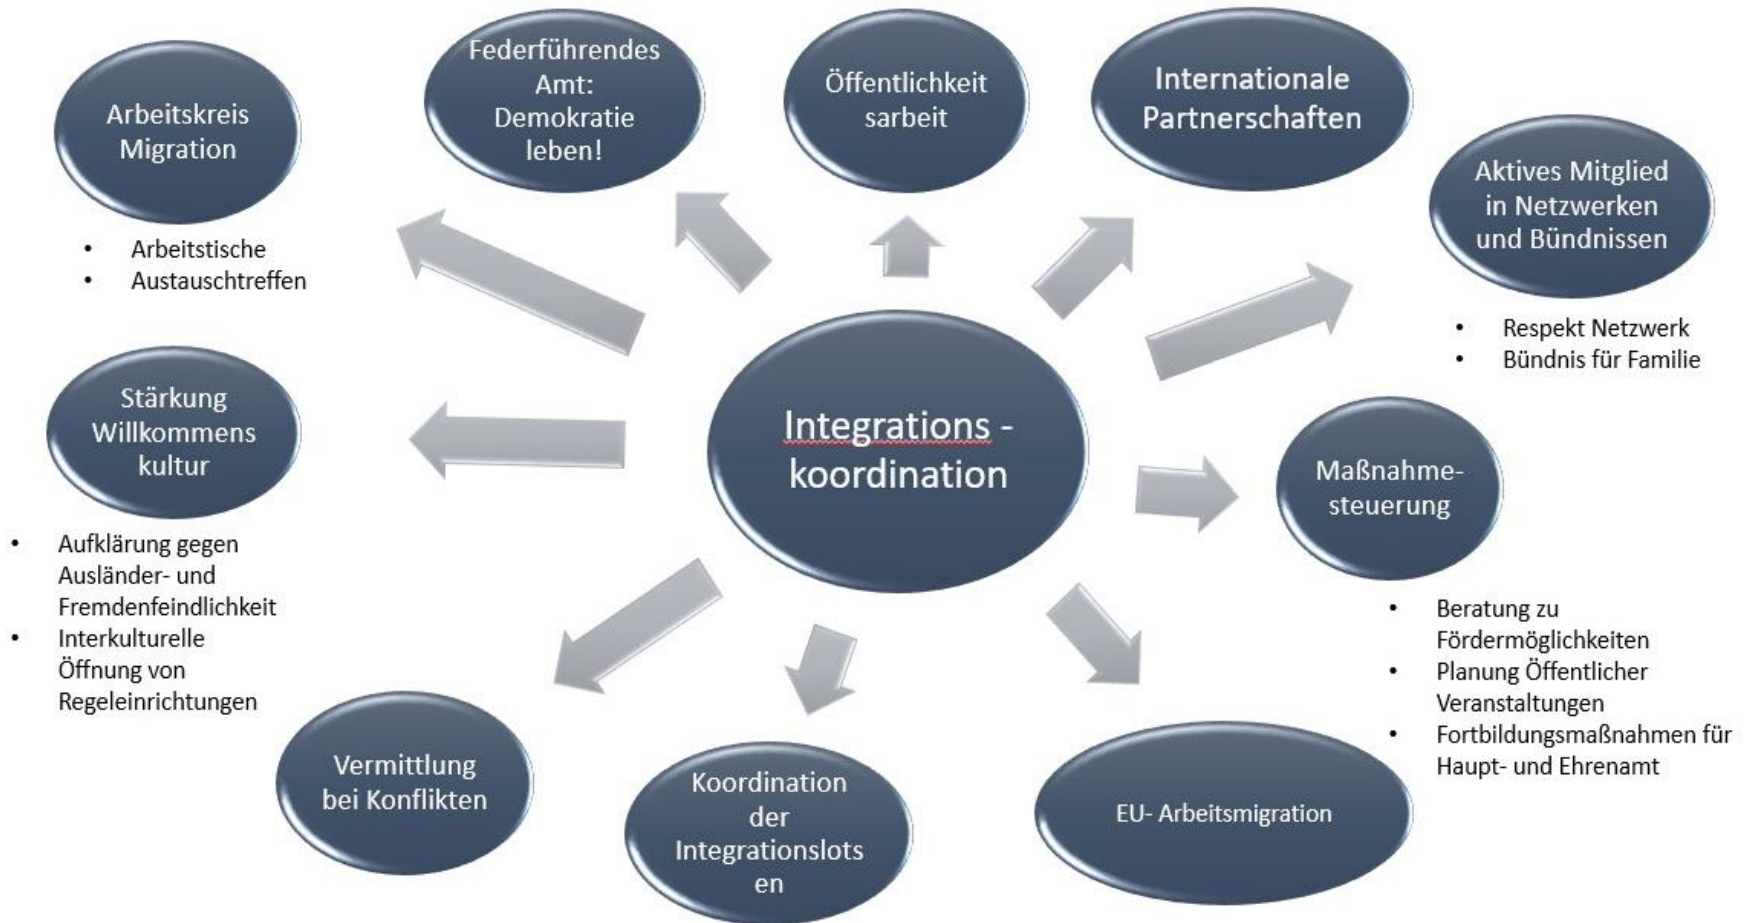 Federführendes
Amt:
Demokratie
leben!
Öffentlichkeit
sarbeit
Internationale
Partnerschaften
Arbeitskreis
Migration
• Arbeitstische
• Austauschtreffen
Aktives Mitglied
in Netzwerken
und Bündnissen
• Respekt Netzwerk
• Bündnis für Familie
Stärkung
Willkommens
kultur
• Aufklärung gegen
Ausländer- und
Fremdenfeindlichkeit
• Interkulturelle
Öffnung von
Regeleinrichtungen
Integrations -
koordination
Maßnahme-
steuerung
• Beratung zu
Fördermöglichkeiten
• Planung Öffentlicher
Veranstaltungen
• Fortbildungsmaßnahmen für
Haupt- und Ehrenamt
Vermittlung
bei Konflikten
Koordination
der
Integrationslots
en
EU- Arbeitsmigration